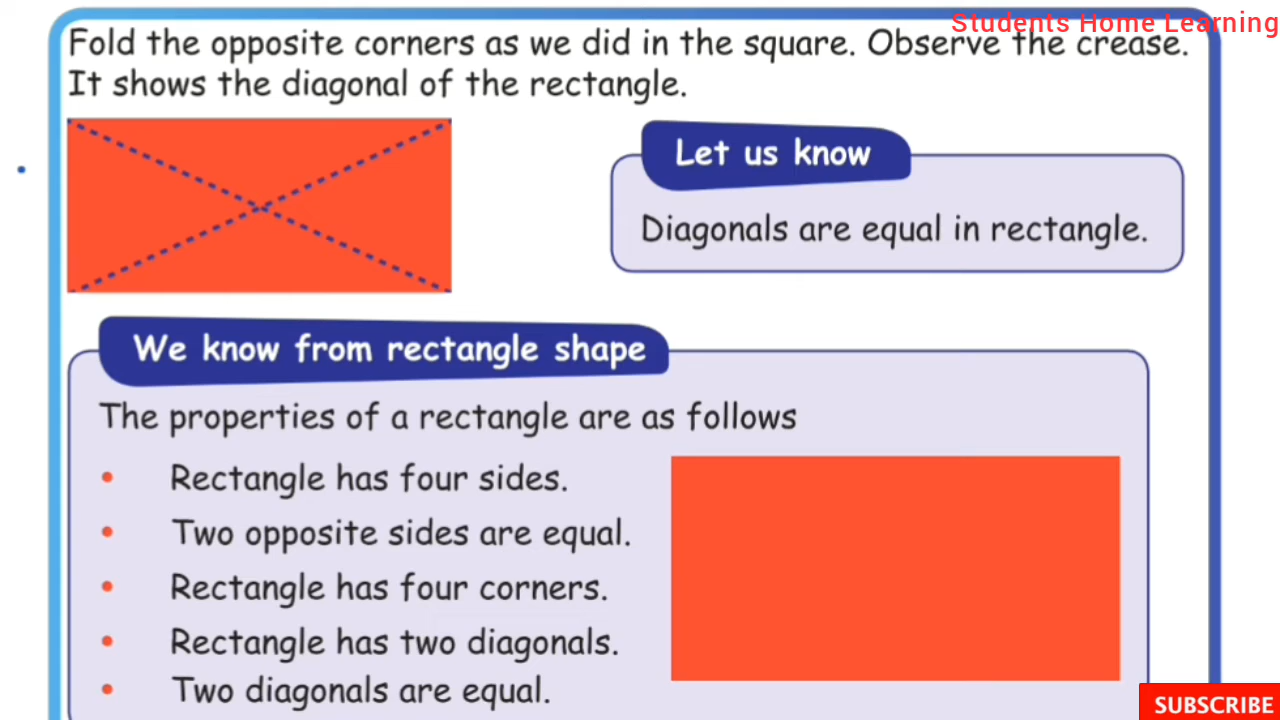 Students Home Learning
Fold the opposite corners as we did in the square. Observe the crease.
It shows the diagonal of the rectangle.
Let us know
Diagonals are equal in rectangle.
We know from rectangle shape
The properties of a rectangle are as follows
• Rectangle has four sides.
• Two opposite sides are equal.
• Rectangle has four corners.
• Rectangle has two diagonals.
• Two diagonals are equal.
SUBSCRIBE